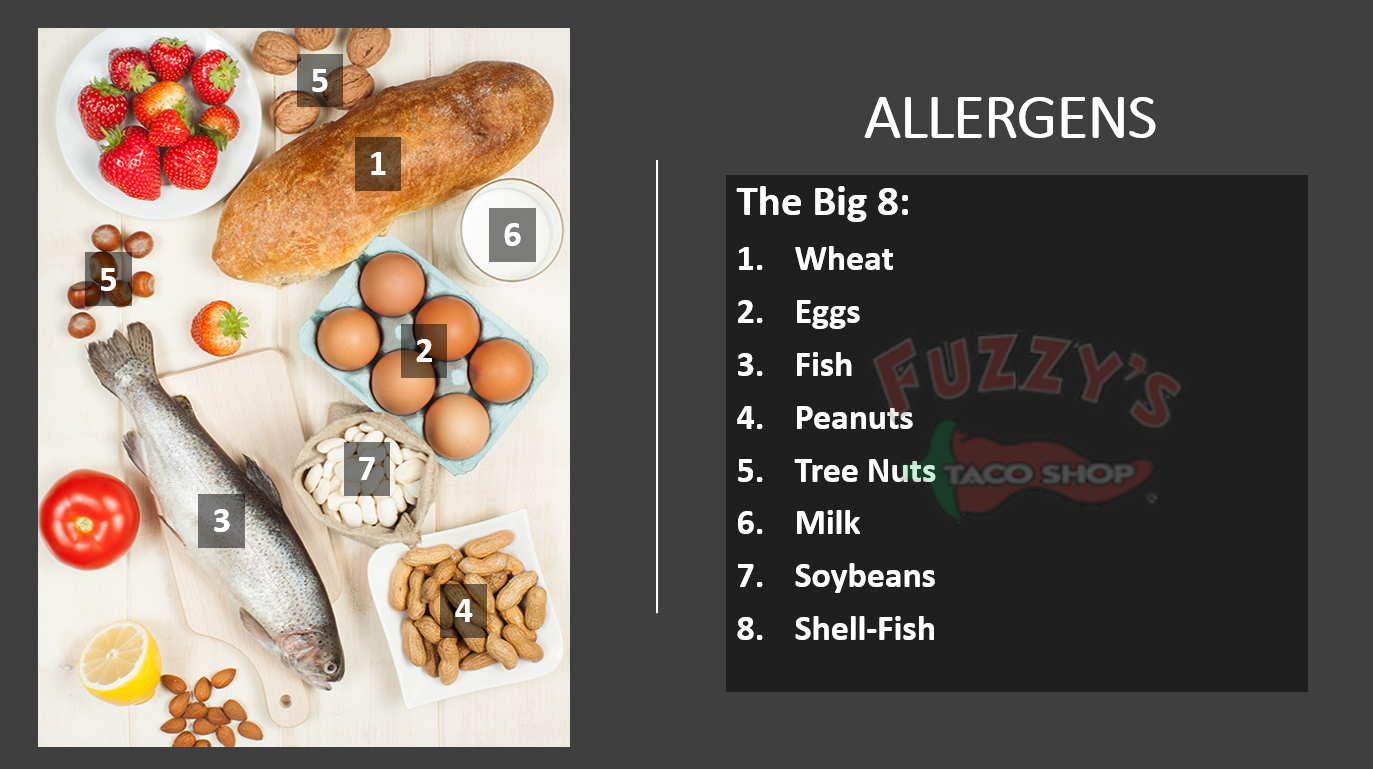 5
1
6
5
2
7
3
4
ALLERGENS
The Big 8:
1. Wheat
2. Eggs
3. Fish
4. Peanuts
5. Tree Nuts
6. Milk
7. Soybeans
8. Shell-Fish
FUZZY'S
TACO SHOP